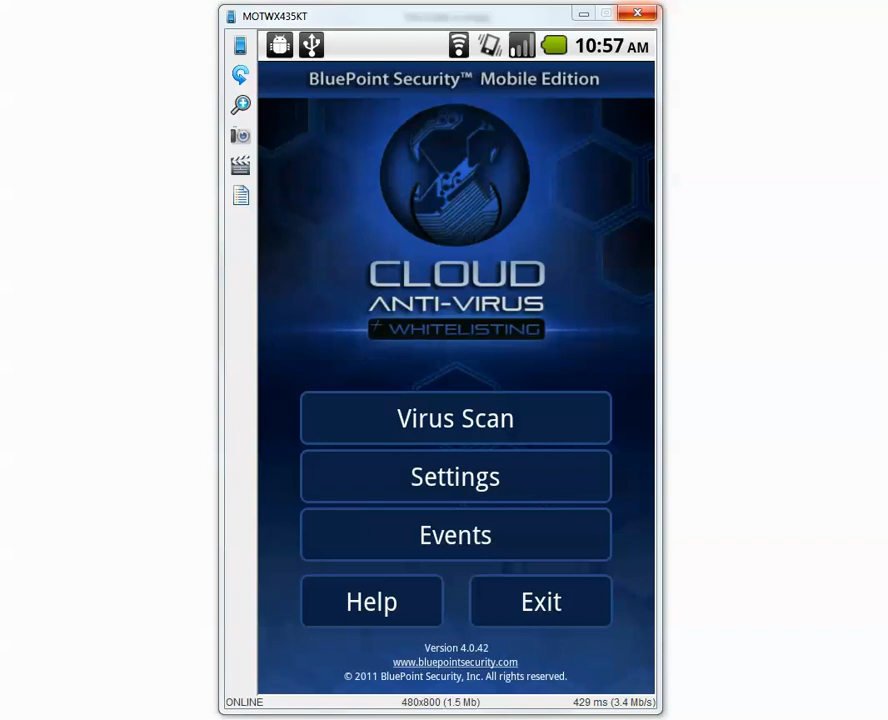 MOTWX435KT
10:57 AM
BluePoint Security™ Mobile Edition
CLOUD
ANTI-VIRUS
+ WHITELISTING
Virus Scan
Settings
Events
Help
Exit
Version 4.0.42
www.bluepointsecurity.com
© 2011 BluePoint Security, Inc. All rights reserved.
ONLINE
480x800 (1.5 Mb)
429 ms (3.4 Mb/s)